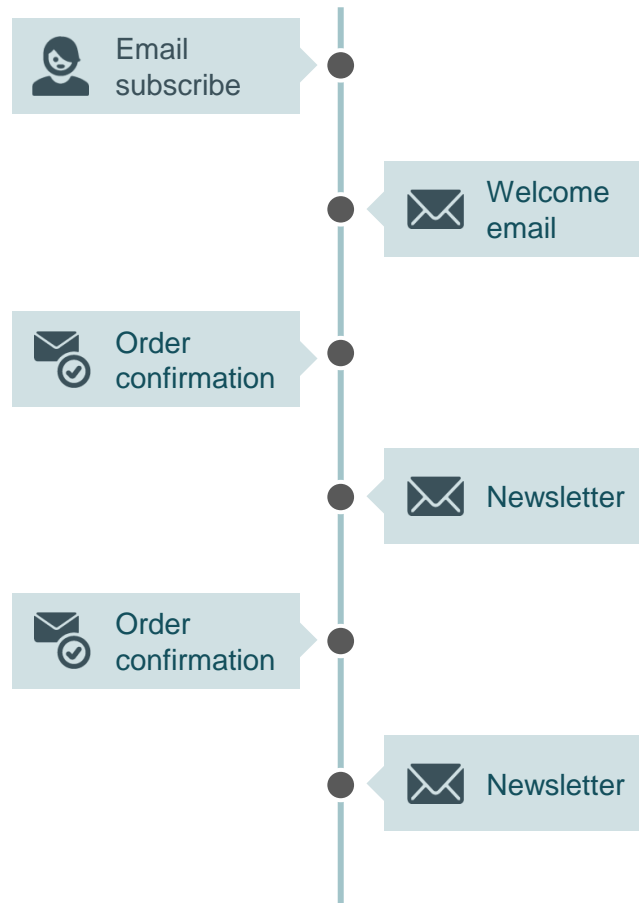 Email
subscribe
Welcome
email
Order
confirmation
Newsletter
Order
confirmation
Newsletter